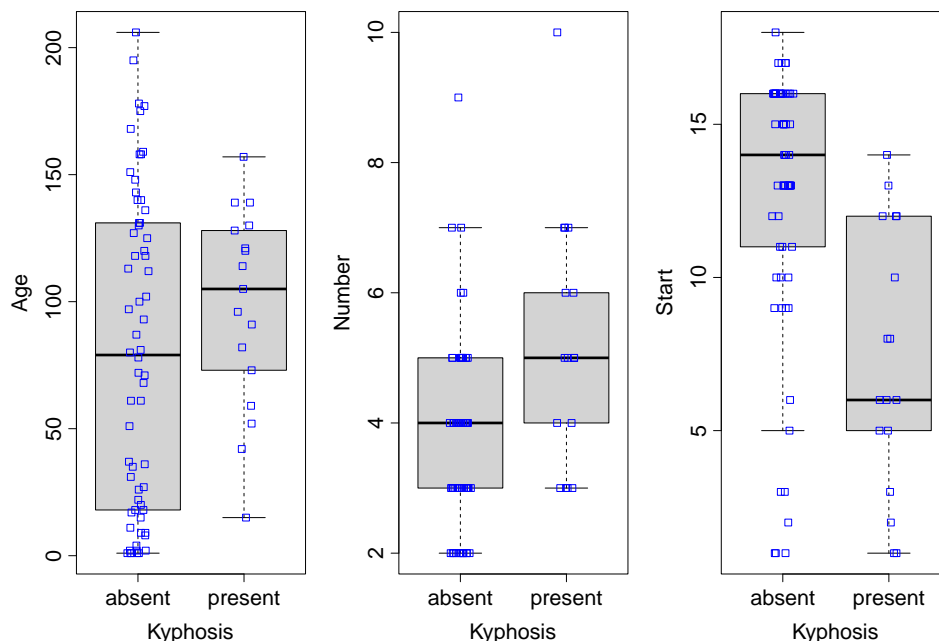 Age
0
50
100
150
200
absent
present
Kyphosis
Number
2
4
6
8
10
absent
present
Kyphosis
Start
5
10
15
absent
present
Kyphosis